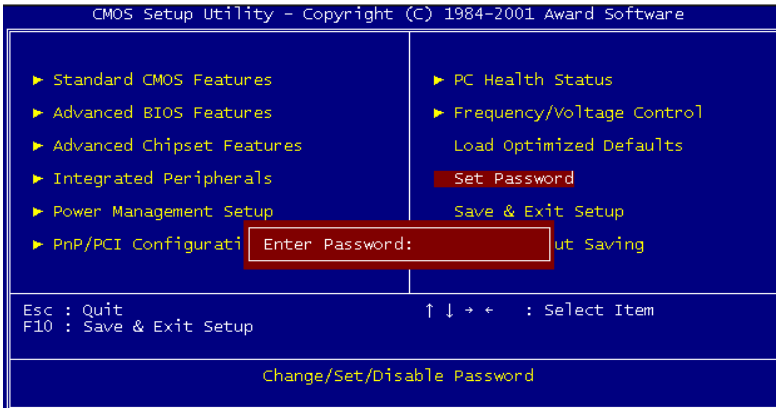 CMOS Setup Utility - Copyright (C) 1984-2001 Award Software
► Standard CMOS Features
► Advanced BIOS Features
► Advanced Chipset Features
► Integrated Peripherals
► Power Management Setup
► PnP/PCI Configurati
► PC Health Status
► Frequency/Voltage Control
Load Optimized Defaults
Set Password
Save & Exit Setup
ut Saving
Enter Password:
Esc : Quit
F10 : Save & Exit Setup
↑ ↓ → ← : Select Item
Change/Set/Disable Password